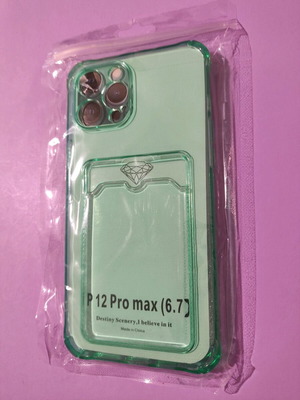 P 12 Pro max (6.7)
Destiny Scenery,I believe in it
Made in China